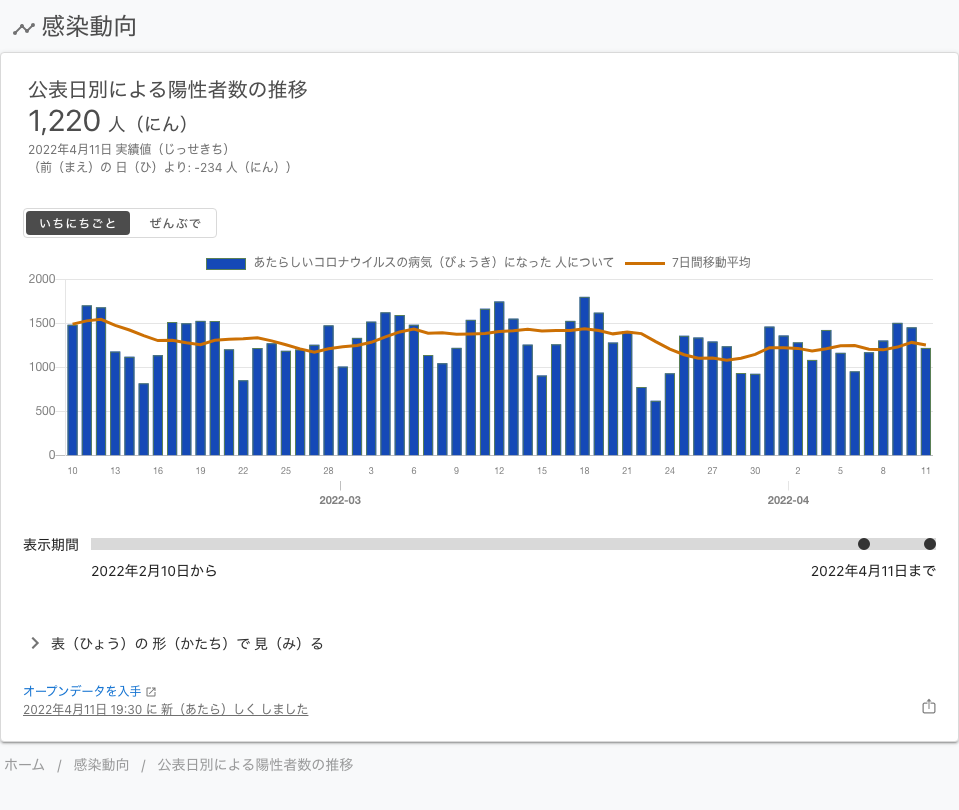 感染動向
公表日別による陽性者数の推移
1,220 人（にん）
2022年4月11日 実績値（じっせきち）
（前（まえ）の 日（ひ）より: -234 人（にん））
いちにちごと ぜんぶで
あたらしいコロナウイルスの病気（びょうき）になった 人について 7日間移動平均
2000
1500
1000
500
0
10 13 16 19 22 25 28 3 6 9 12 15 18 21 24 27 30 2 5 8 11
2022-03 2022-04
表示期間
2022年2月10日から 2022年4月11日まで
表（ひょう）の 形（かたち）で 見（み）る
オープンデータを入手
2022年4月11日 19:30 に 新（あたら）しく しました
ホーム / 感染動向 / 公表日別による陽性者数の推移